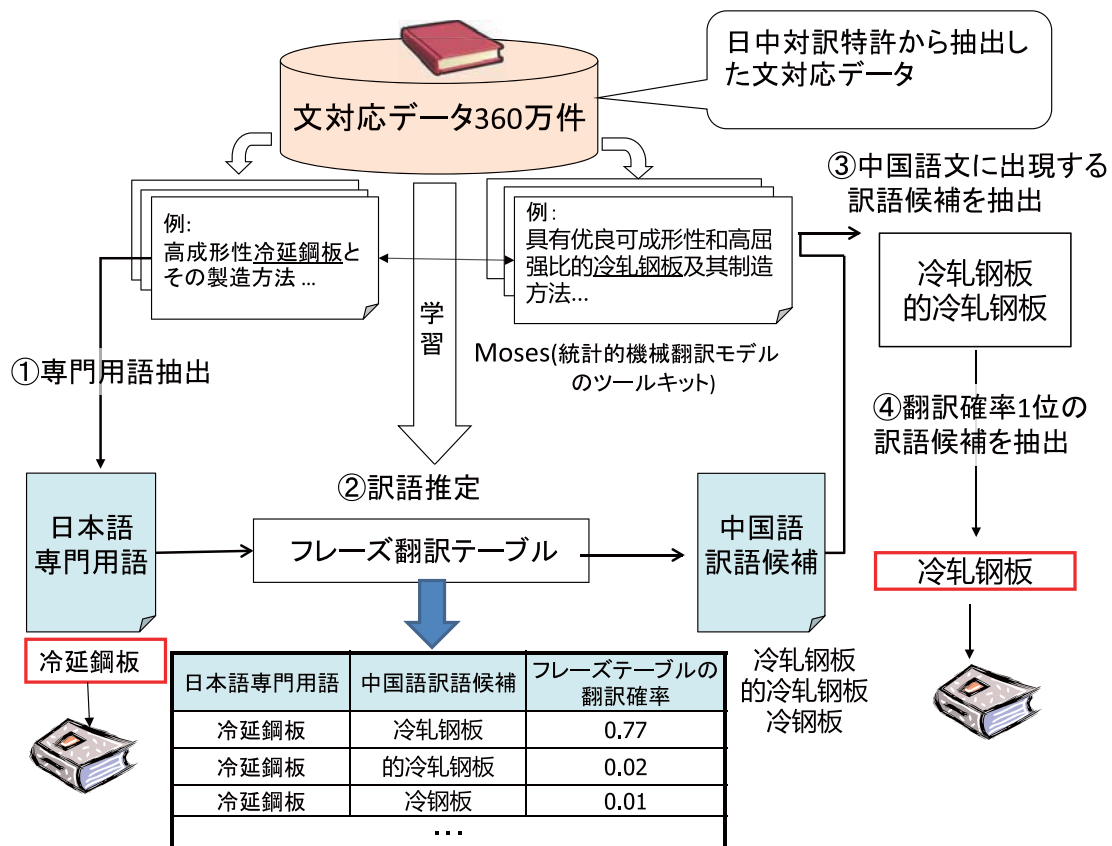 日中対訳特許から抽出し
た文対応データ
文対応データ360万件
例:
高成形性冷延鋼板と
その製造方法 ...
例:
具有优良可成形性和高屈
强比的冷轧钢板及其制造
方法...
③中国語文に出現する
訳語候補を抽出
冷轧钢板
的冷轧钢板
学
習
Moses(統計的機械翻訳モデル
のツールキット)
①専門用語抽出
④翻訳確率1位の
訳語候補を抽出
②訳語推定
日本語
専門用語
フレーズ翻訳テーブル
中国語
訳語候補
冷轧钢板
冷延鋼板
冷轧钢板
的冷轧钢板
冷钢板
日本語専門用語 中国語訳語候補 フレーズテーブルの
翻訳確率
冷延鋼板 冷轧钢板 0.77
冷延鋼板 的冷轧钢板 0.02
冷延鋼板 冷钢板 0.01
...